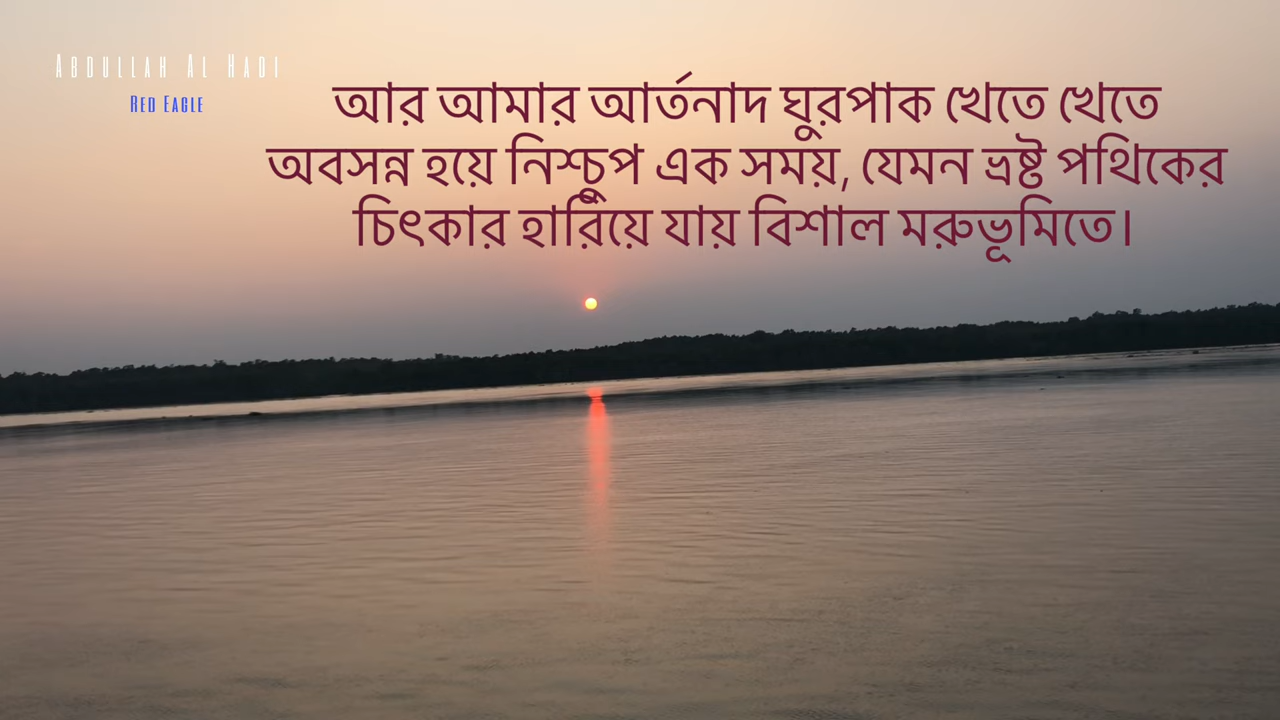 Abdullah Al Hadi
Red Eagle
আর আমার আর্তনাদ ঘুরপাক খেতে খেতে
অবসন্ন হয়ে নিশ্চুপ এক সময়, যেমন ভ্রষ্ট পথিকের
চিৎকার হারিয়ে যায় বিশাল মরুভূমিতে।